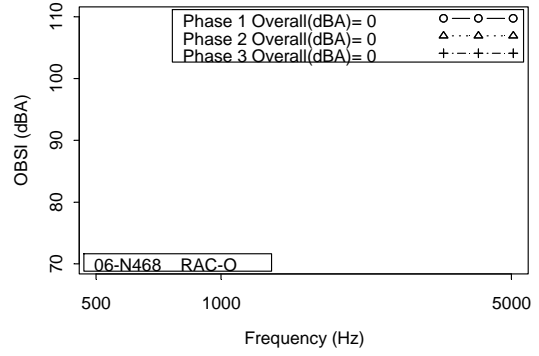 Phase 1 Overall(dBA)= 0
Phase 2 Overall(dBA)= 0
Phase 3 Overall(dBA)= 0
OBSI (dBA)
110
100
90
80
70
06-N468 RAC-O
500 1000 5000
Frequency (Hz)